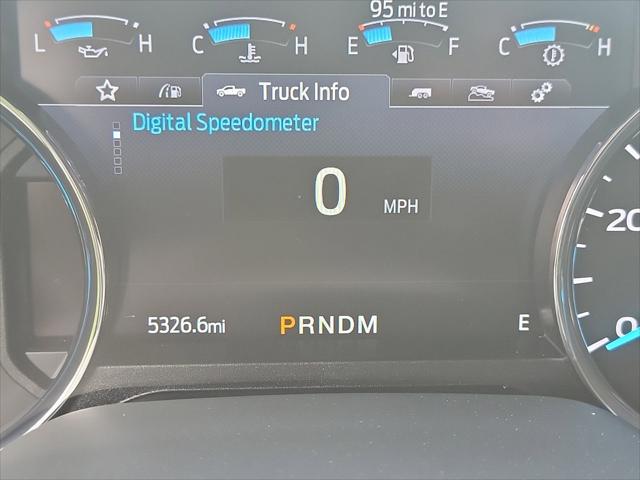 95 mi to E
L H C H E F C H
Truck Info
Digital Speedometer
0 MPH
20
5326.6mi PRNDM E
0